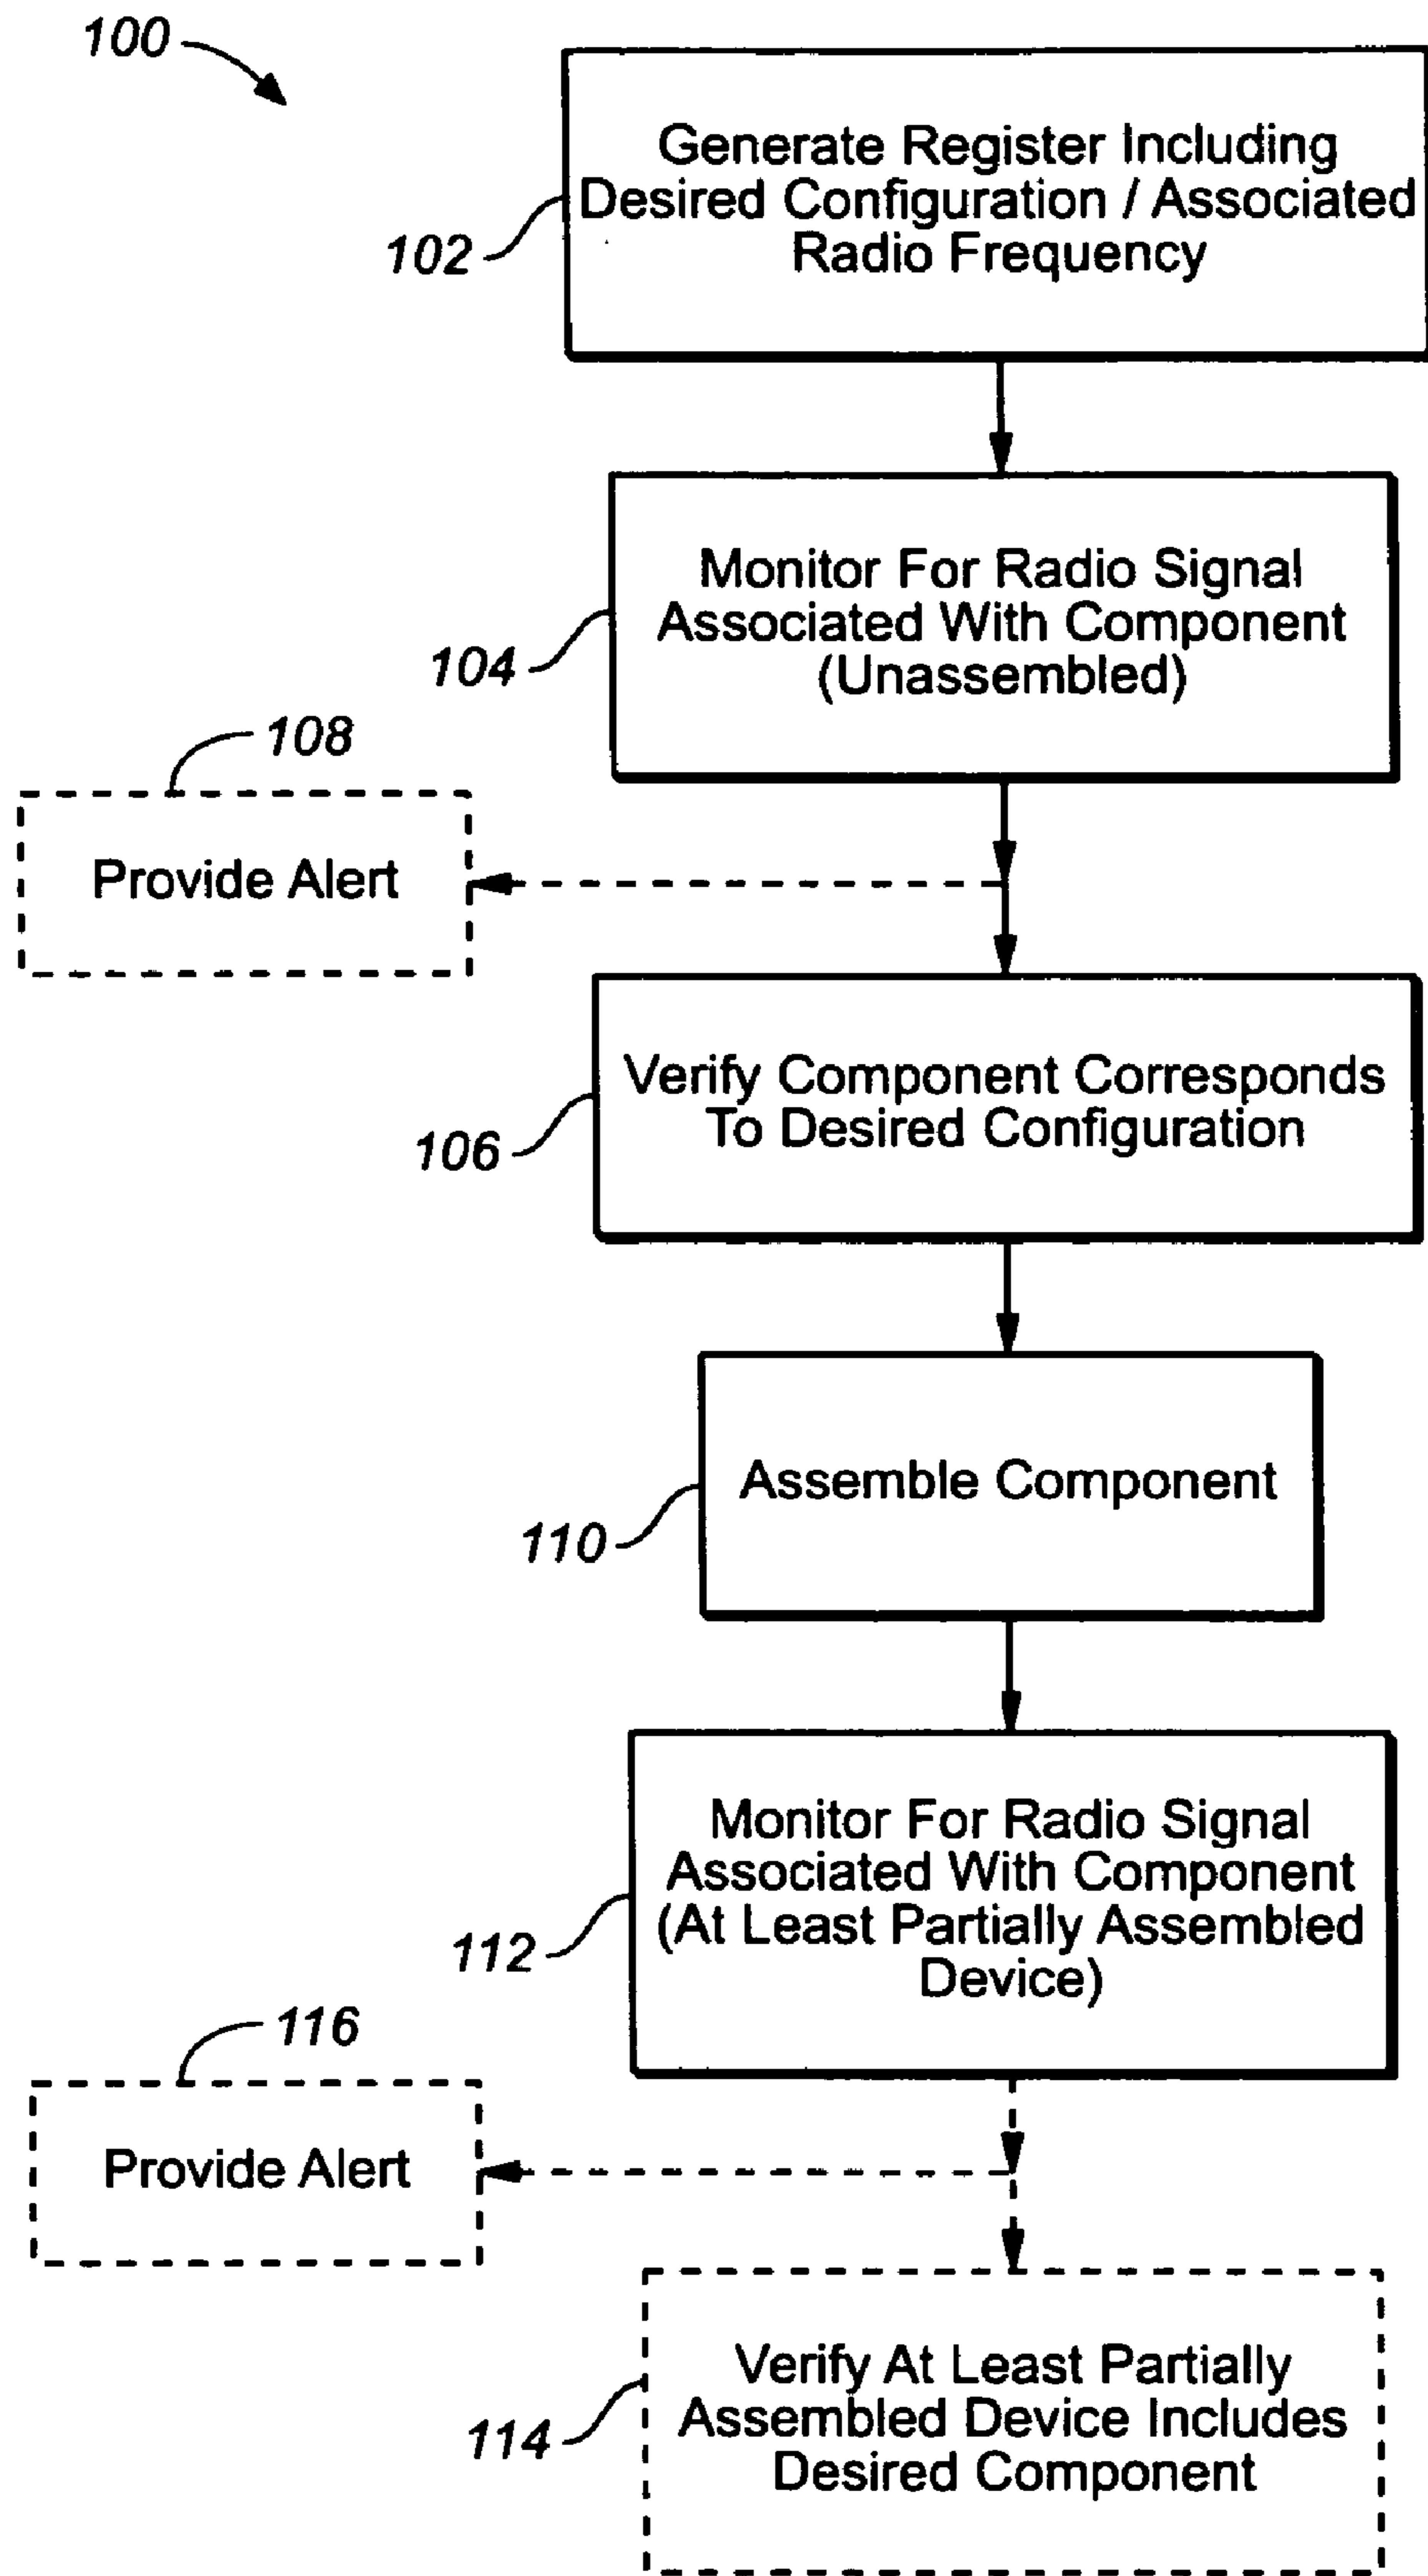 100
Generate Register Including
Desired Configuration / Associated
Radio Frequency
102
Monitor For Radio Signal
Associated With Component
(Unassembled)
104
108
Provide Alert
Verify Component Corresponds
To Desired Configuration
106
Assemble Component
110
Monitor For Radio Signal
Associated With Component
(At Least Partially Assembled
Device)
112
116
Provide Alert
Verify At Least Partially
Assembled Device Includes
Desired Component
114